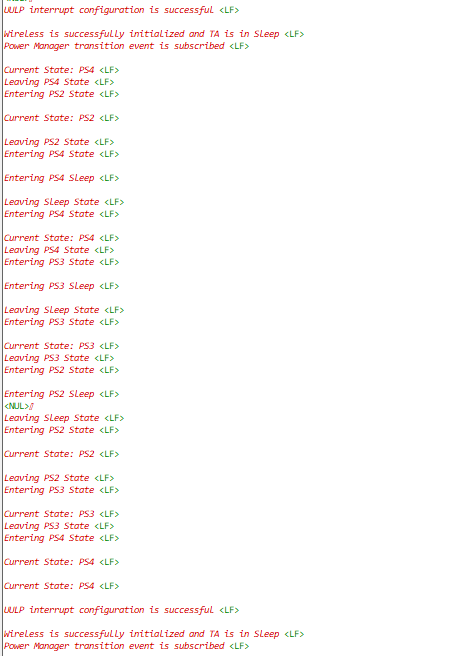 UULP interrupt configuration is successful <LF>
Wireless is successfully initialized and TA is in Sleep <LF>
Power Manager transition event is subscribed <LF>
Current State: PS4 <LF>
Leaving PS4 State <LF>
Entering PS2 State <LF>
Current State: PS2 <LF>
Leaving PS2 State <LF>
Entering PS4 State <LF>
Entering PS4 Sleep <LF>
Leaving Sleep State <LF>
Entering PS4 State <LF>
Current State: PS4 <LF>
Leaving PS4 State <LF>
Entering PS3 State <LF>
Entering PS3 Sleep <LF>
Leaving Sleep State <LF>
Entering PS3 State <LF>
Current State: PS3 <LF>
Leaving PS3 State <LF>
Entering PS2 State <LF>
Entering PS2 Sleep <LF>
<NUL>
Leaving Sleep State <LF>
Entering PS2 State <LF>
Current State: PS2 <LF>
Leaving PS2 State <LF>
Entering PS3 State <LF>
Current State: PS3 <LF>
Leaving PS3 State <LF>
Entering PS4 State <LF>
Current State: PS4 <LF>
Current State: PS4 <LF>
UULP interrupt configuration is successful <LF>
Wireless is successfully initialized and TA is in Sleep <LF>
Power Manager transition event is subscribed <LF>